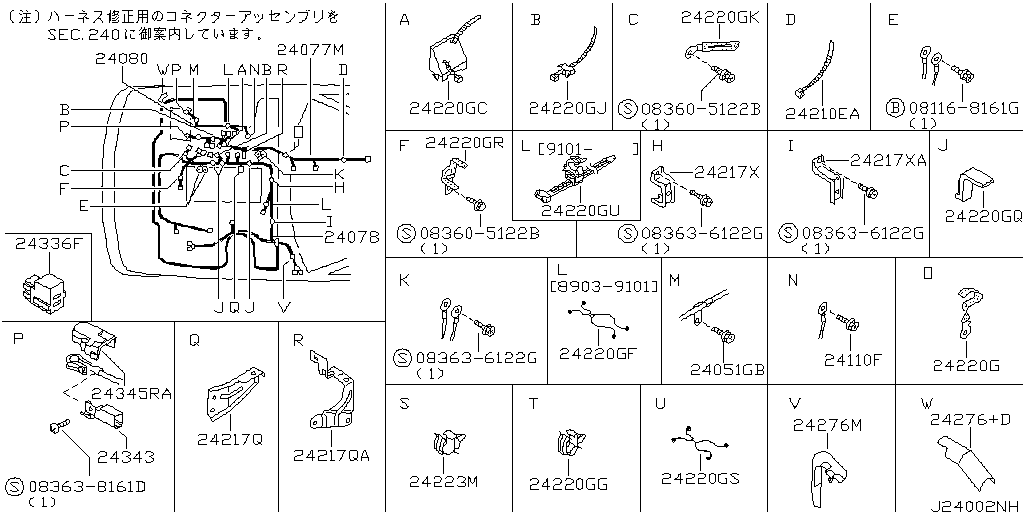 (注) ハーネス修正用のコネクターアッセンブリを
SEC.240に御案内しています。
24080
24077M
W P M L A N B R D
B
P
C
F
E
K
H
L
I
24078
J Q J V
24336F
A
24220GC
B
24220GJ
C
24220GK
S 08360-5122B
(1)
D
24210EA
E
B 08116-8161G
(1)
F
24220GR
S 08360-5122B
(1)
L [9101- ]
24220GU
H
24217X
S 08363-6122G
(1)
I
24217XA
S 08363-6122G
(1)
J
24220GQ
K
S 08363-6122G
(1)
L
[8903-9101]
24220GF
M
24051GB
N
24110F
O
24220G
P
24345RA
24343
S 08363-8161D
(1)
Q
24217Q
R
24217QA
S
24223M
T
24220GG
U
24220GS
V
24276M
W
24276+D
J24002NH